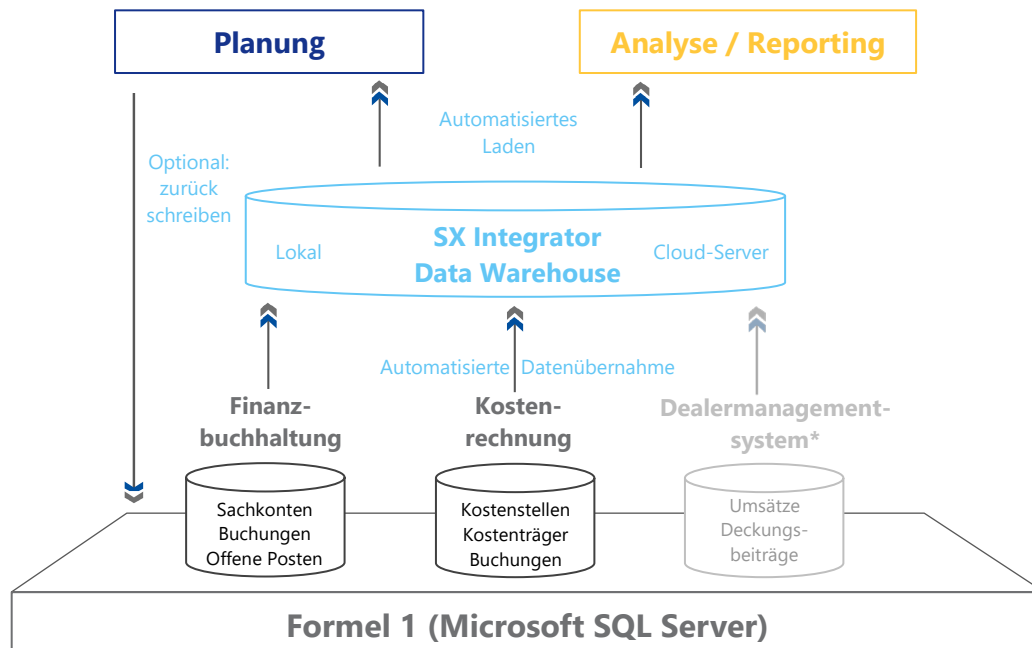 Planung
Analyse / Reporting
Automatisiertes
Laden
Optional:
zurück
schreiben
SX Integrator
Data Warehouse
Lokal
Cloud-Server
Automatisierte Datenübernahme
Finanz-
buchhaltung
Kosten-
rechnung
Dealermanagement-
system*
Sachkonten
Buchungen
Offene Posten
Kostenstellen
Kostenträger
Buchungen
Umsätze
Deckungs-
beiträge
Formel 1 (Microsoft SQL Server)